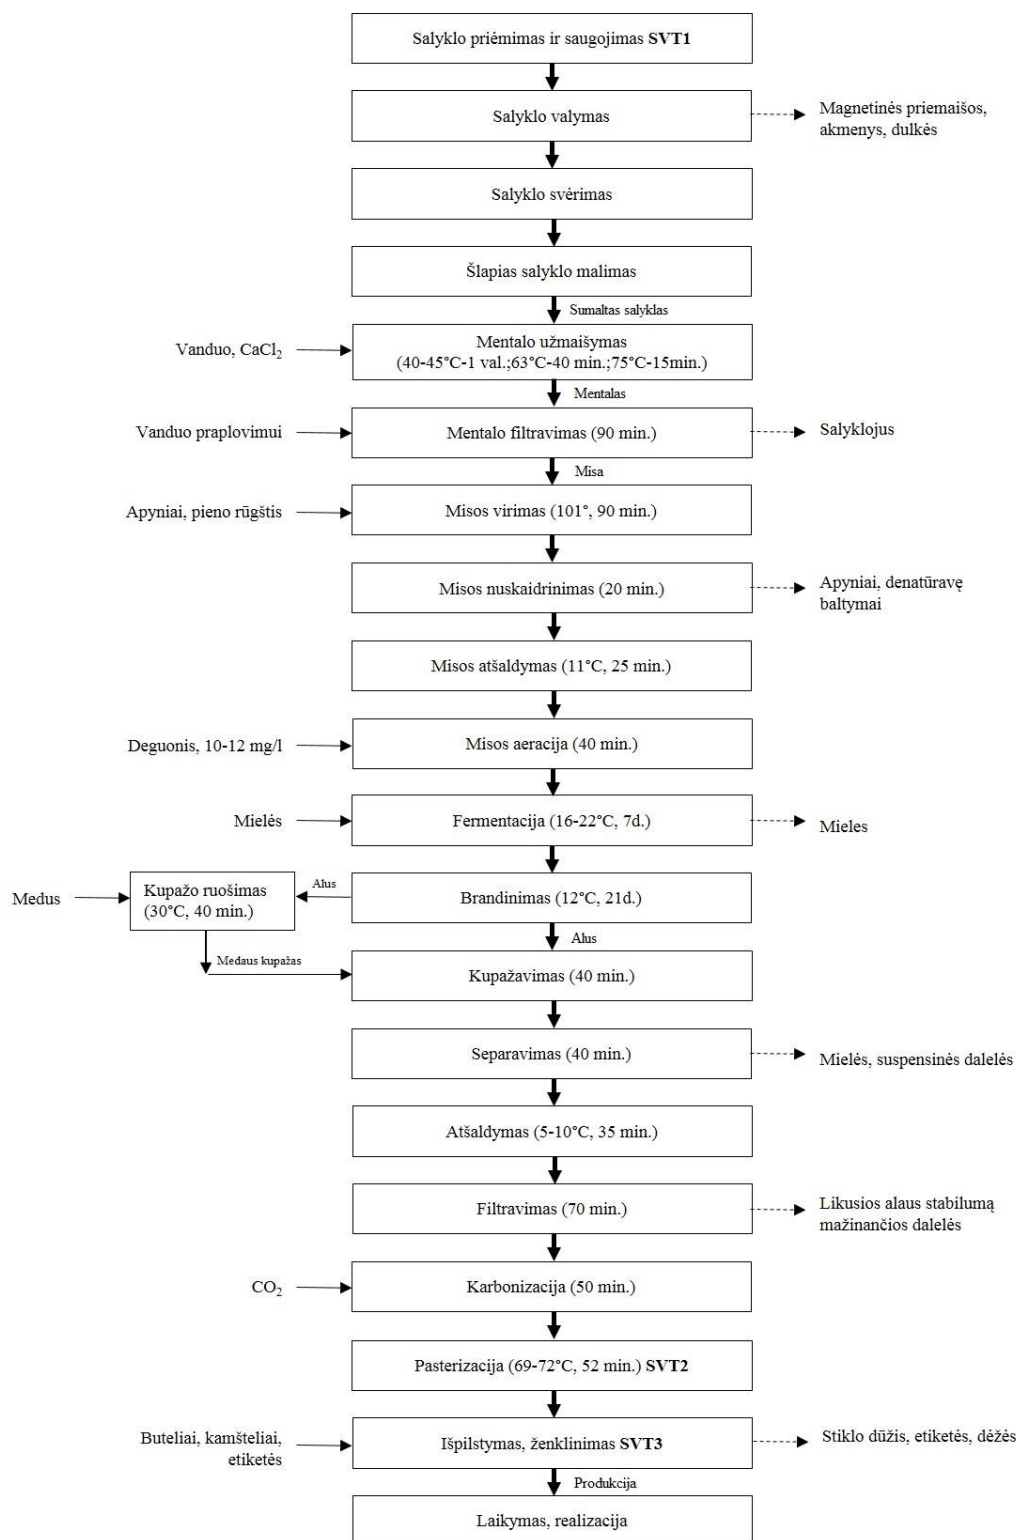 Salyklo priėmimas ir saugojimas SVT1
Salyklo valymas
Magnetinės priemaišos,
akmenys, dulkės
Salyklo svėrimas
Šlapias salyklo malimas
Sumaltas salyklas
Vanduo, CaCl₂
Mentalo užmaišymas
(40-45°C-1 val.;63°C-40 min.;75°C-15min.)
Mentalas
Vanduo praplovimui
Mentalo filtravimas (90 min.)
Salyklojus
Misa
Apyniai, pieno rūgštis
Misos virimas (101°, 90 min.)
Misos nuskaidrinimas (20 min.)
Apyniai, denatūravę
baltymai
Misos atšaldymas (11°C, 25 min.)
Deguonis, 10-12 mg/l
Misos aeracija (40 min.)
Mielės
Fermentacija (16-22°C, 7d.)
Mieles
Medus
Kupažo ruošimas
(30°C, 40 min.)
Alus
Brandinimas (12°C, 21d.)
Alus
Medaus kupažas
Kupažavimas (40 min.)
Separavimas (40 min.)
Mielės, suspensinės dalelės
Atšaldymas (5-10°C, 35 min.)
Filtravimas (70 min.)
Likusios alaus stabilumą
mažinančios dalelės
CO₂
Karbonizacija (50 min.)
Pasterizacija (69-72°C, 52 min.) SVT2
Buteliai, kamšteliai,
etiketės
Išpilstymas, ženklinimas SVT3
Stiklo dūžis, etiketės, dėžės
Produkcija
Laikymas, realizacija